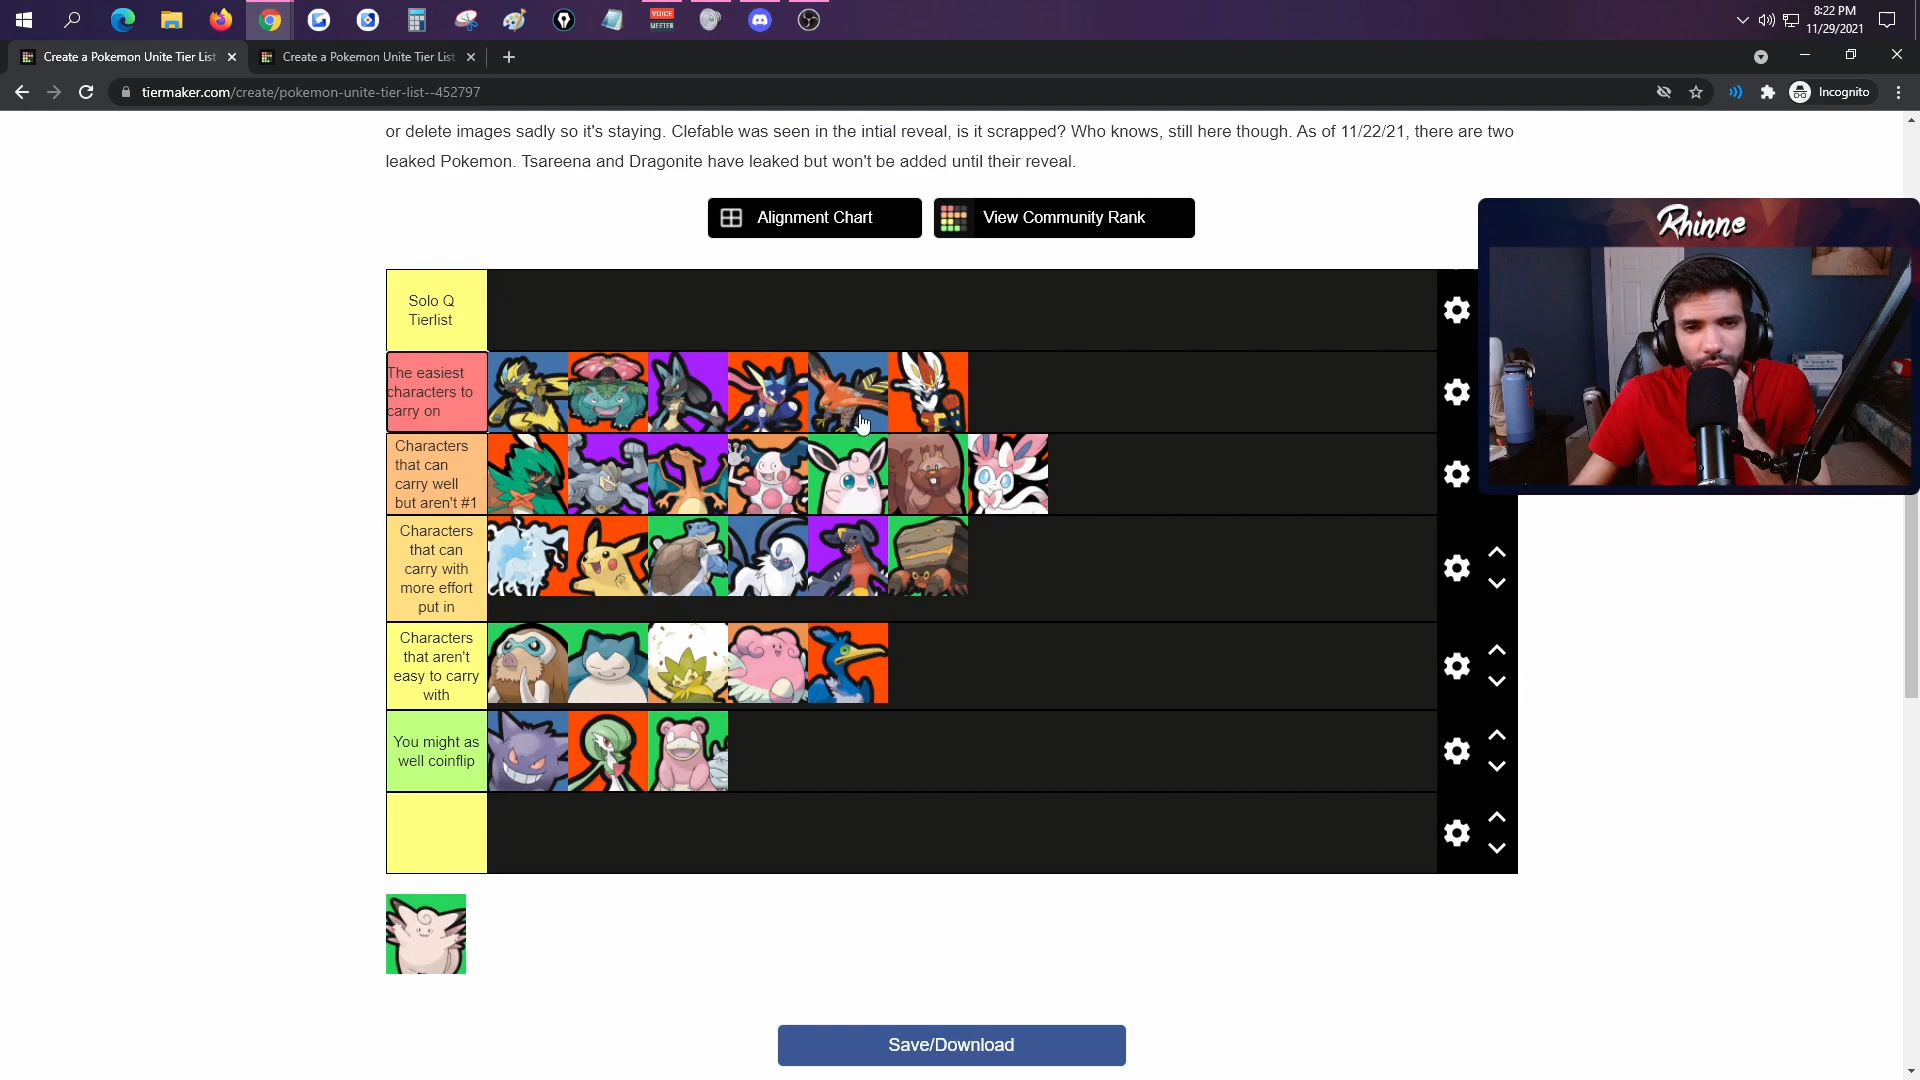 VOICE
MEETER
8:22 PM
11/29/2021
Create a Pokemon Unite Tier List
Create a Pokemon Unite Tier List
tiermaker.com/create/pokemon-unite-tier-list--452797
Incognito
or delete images sadly so it's staying. Clefable was seen in the intial reveal, is it scrapped? Who knows, still here though. As of 11/22/21, there are two
leaked Pokemon. Tsareena and Dragonite have leaked but won't be added until their reveal.
Alignment Chart
View Community Rank
Rhinne
Solo Q
Tierlist
The easiest
characters to
carry on
Characters
that can
carry well
but aren't #1
Characters
that can
carry with
more effort
put in
Characters
that aren't
easy to carry
with
You might as
well coinflip
Save/Download